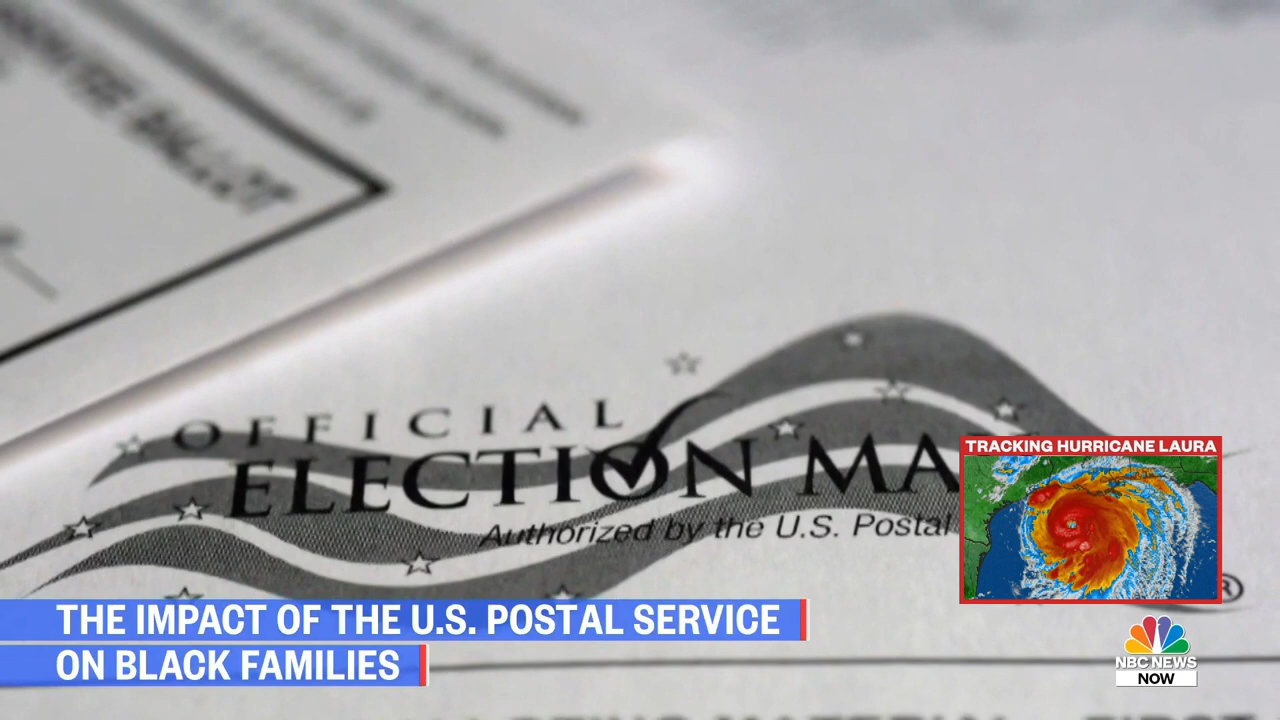 BALLOT
OFFICIAL
ELECTION MA
Authorized by the U.S. Postal
®
TRACKING HURRICANE LAURA
THE IMPACT OF THE U.S. POSTAL SERVICE
ON BLACK FAMILIES
NBC NEWS
NOW